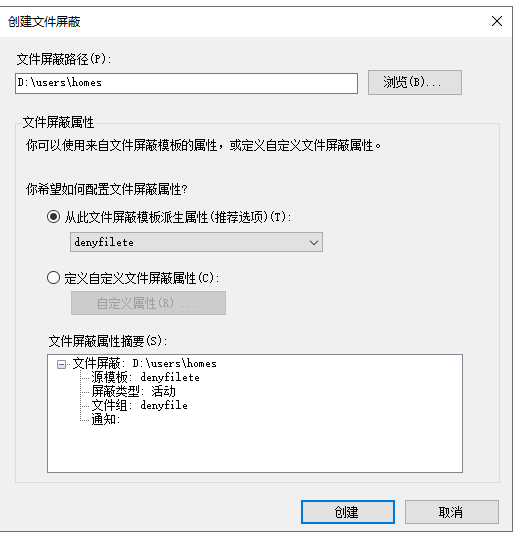 创建文件屏蔽
文件屏蔽路径(P):
D:\users\homes
浏览(B)...
文件屏蔽属性
你可以使用来自文件屏蔽模板的属性，或定义自定义文件屏蔽属性。
你希望如何配置文件屏蔽属性?
从此文件屏蔽模板派生属性(推荐选项)(T):
denyfilete
定义自定义文件屏蔽属性(C):
自定义属性(R) ...
文件屏蔽属性摘要(S):
文件屏蔽: D:\users\homes
源模板: denyfilete
屏蔽类型: 活动
文件组: denyfile
通知:
创建
取消